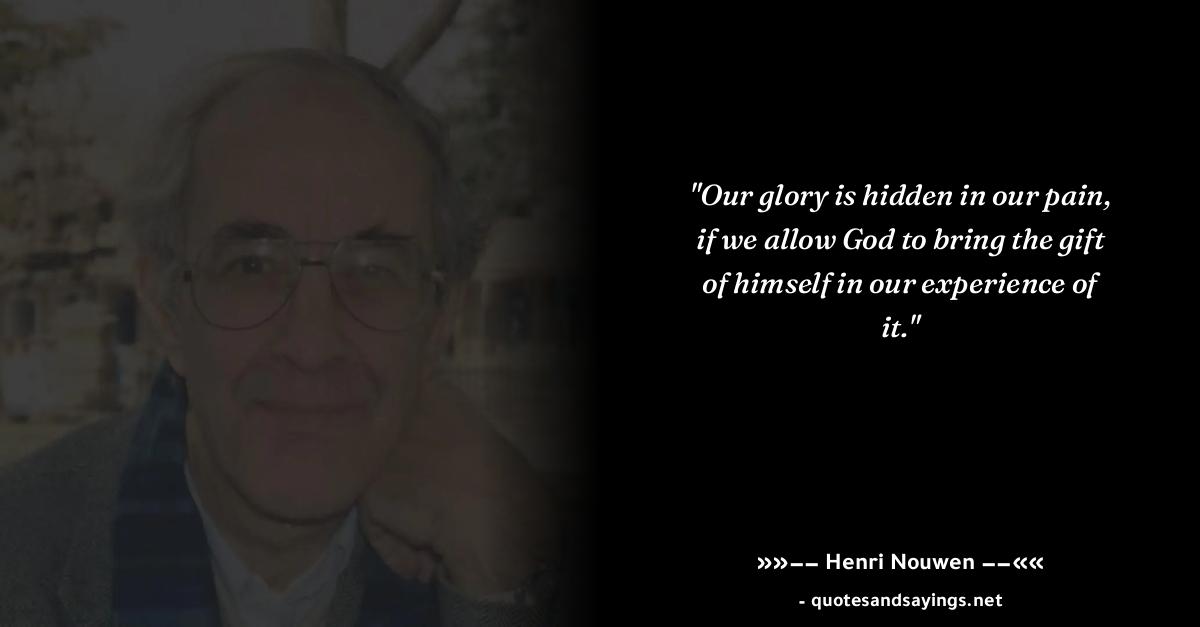 "Our glory is hidden in our pain,
if we allow God to bring the gift
of himself in our experience of
it."
»»−− Henri Nouwen −−««
- quotesandsayings.net